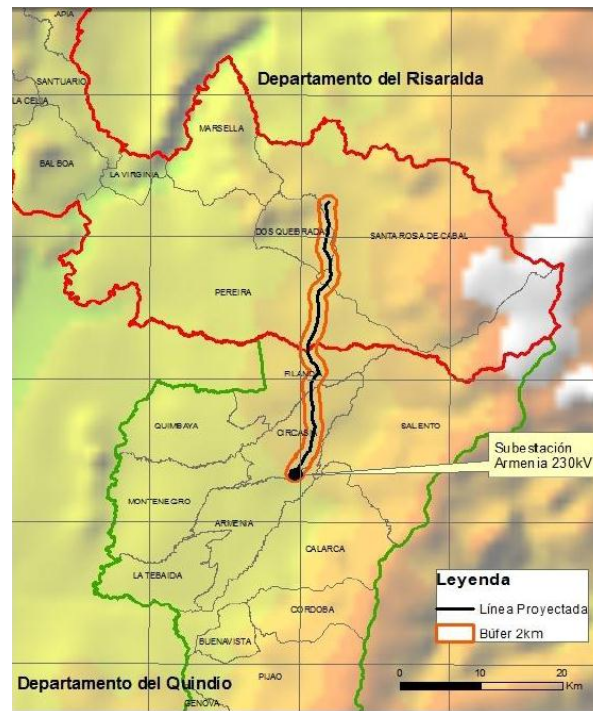 APIA
SANTUARIO
LA CELIA
BALBOA
LA VIRGINIA
Departamento del Risaralda
MARSELLA
DOS QUEBRADAS
SANTA ROSA DE CABAL
PEREIRA
FILANDIA
QUIMBAYA
CIRCASIA
SALENTO
Subestación
Armenia 230kV
MONTENEGRO
ARMENIA
CALARCA
LA TEBAIDA
Leyenda
Línea Proyectada
Búfer 2km
CORDOBA
BUENAVISTA
PIJAO
Departamento del Quindio
GENOVA
0 10 20
Km